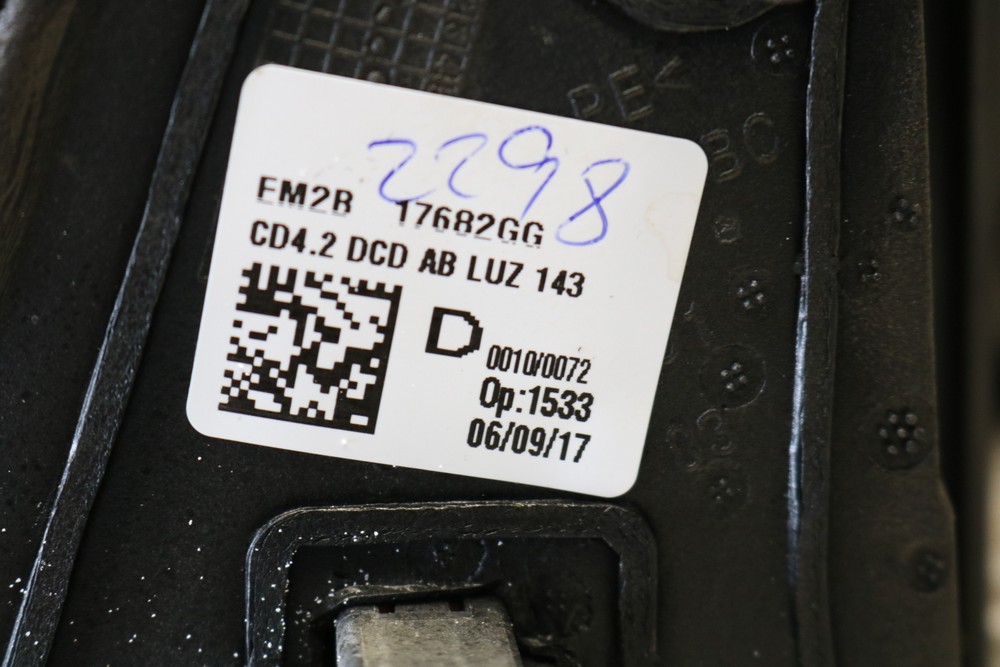 2298
EM2B 17682GG
CD4.2 DCD AB LUZ 143
D
0010/0072
Op:1533
06/09/17